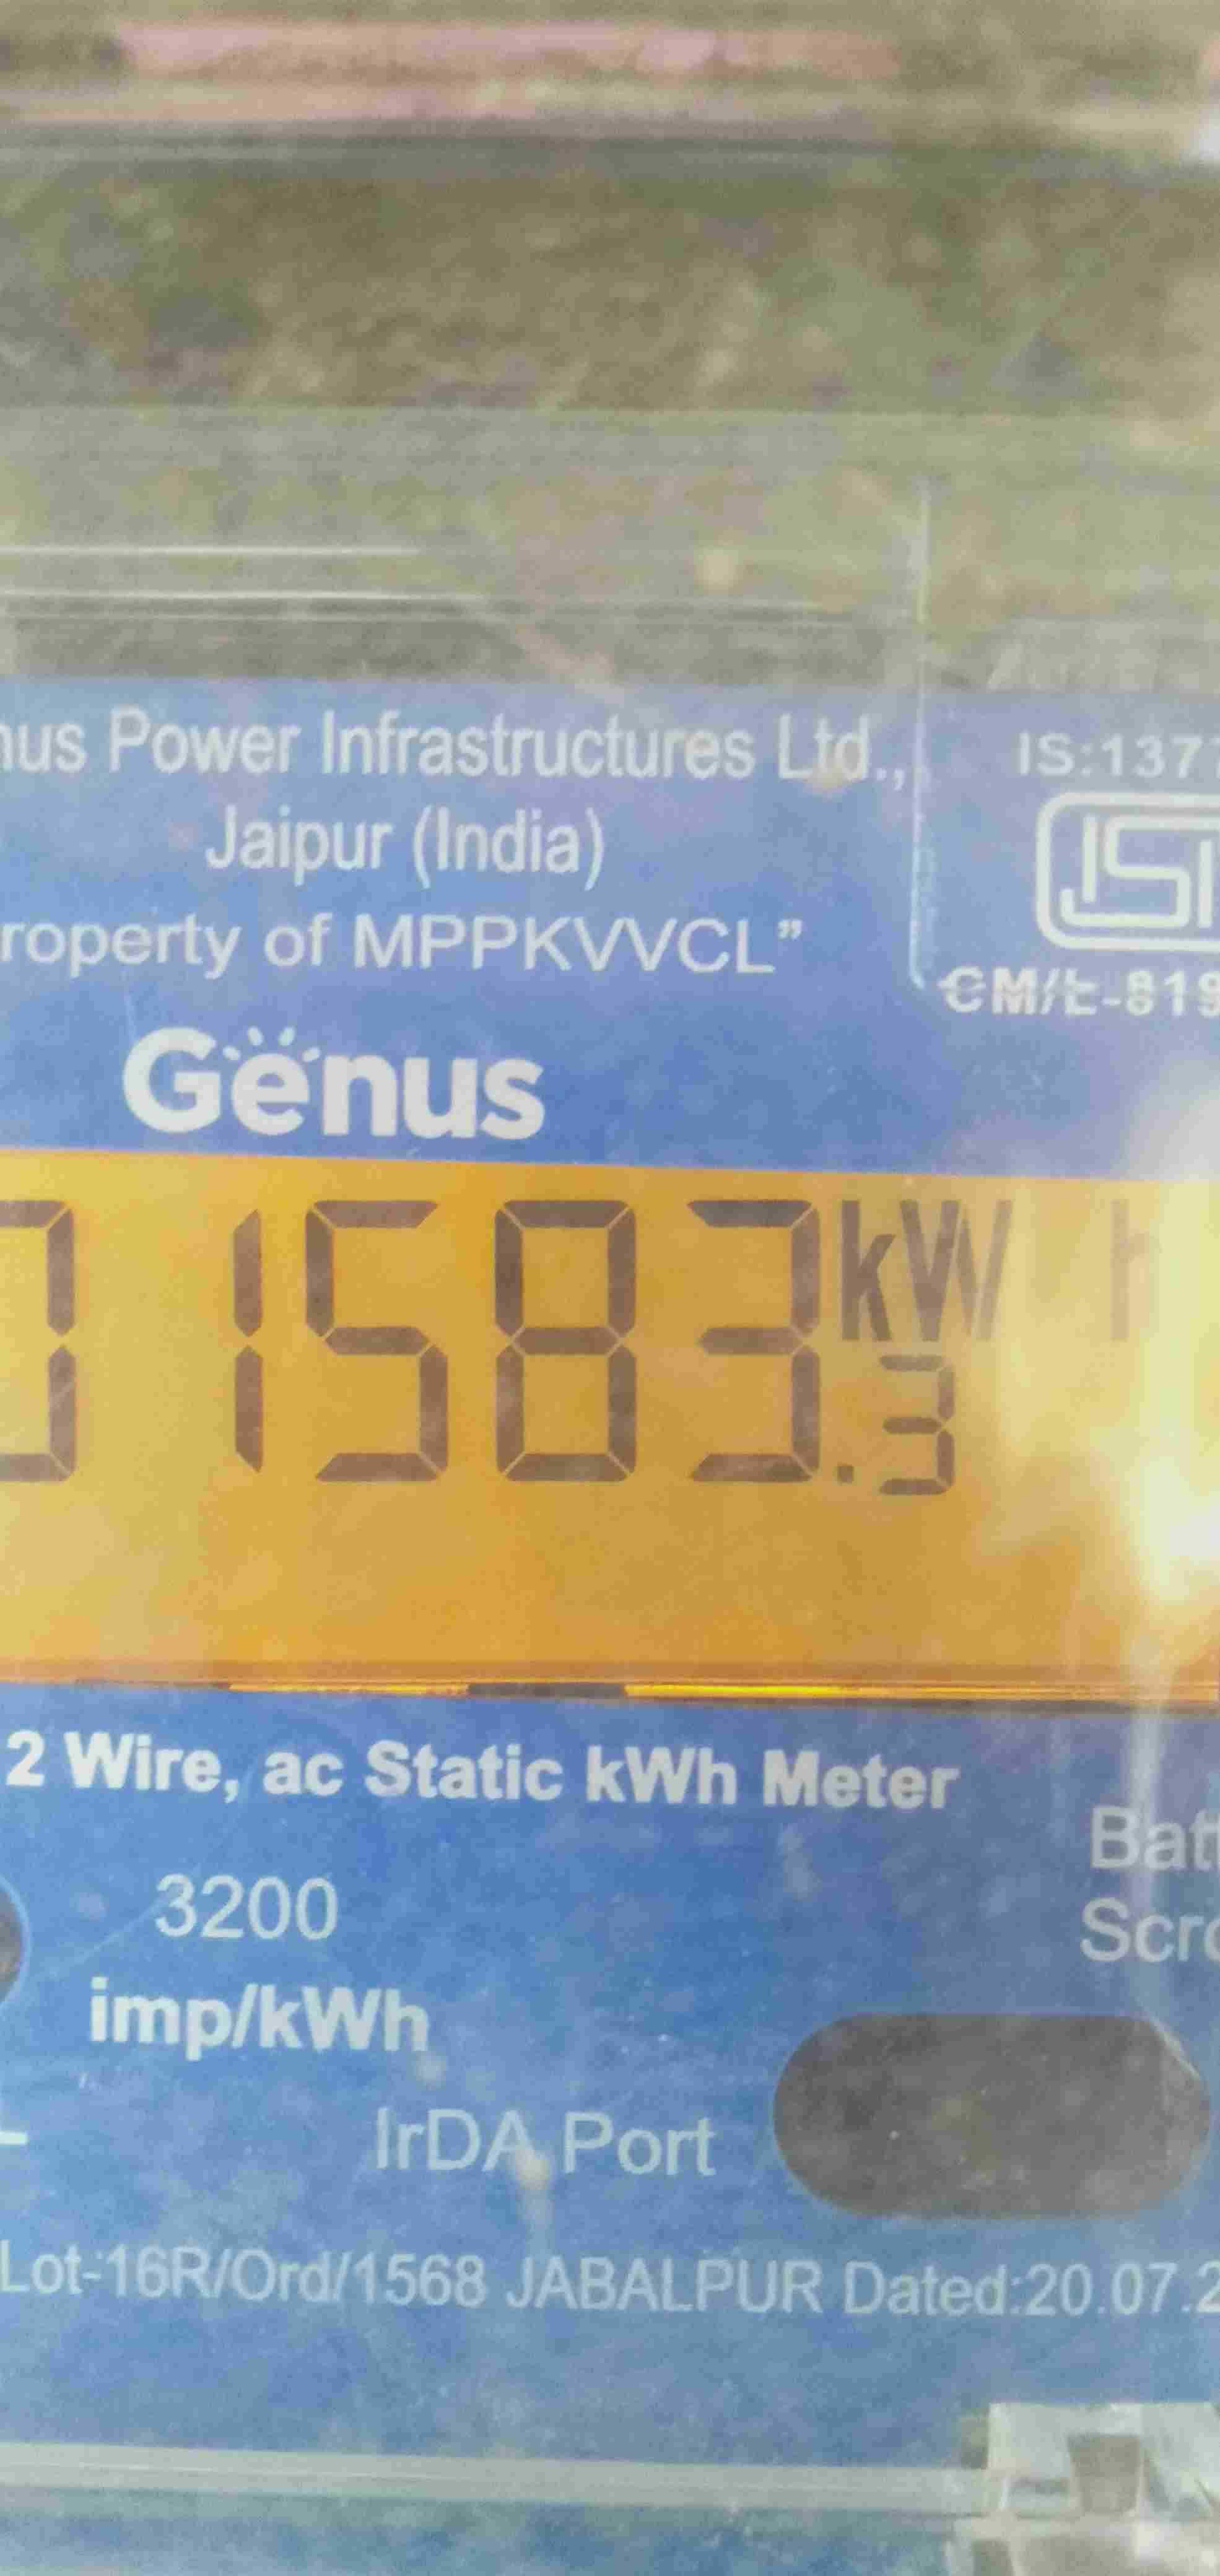 nus Power Infrastructures Ltd.,
Jaipur (India)
roperty of MPPKVVCL”
IS:1377
ISI
CM/L-819
Genus
01583.3 kW h
2 Wire, ac Static kWh Meter
3200
imp/kWh
Batt
Scro
IrDA Port
Lot-16R/Ord/1568 JABALPUR Dated:20.07.2